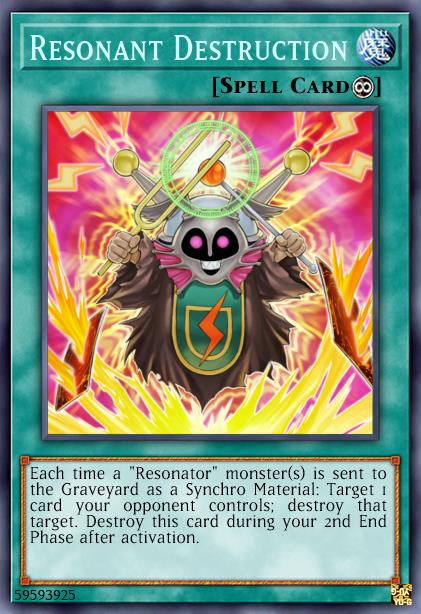 Resonant Destruction
魔
[Spell Card]
Each time a "Resonator" monster(s) is sent
to the Graveyard as a Synchro Material: Target 1
card your opponent controls; destroy that
target. Destroy this card during your 2nd End
Phase after activation.
59593925